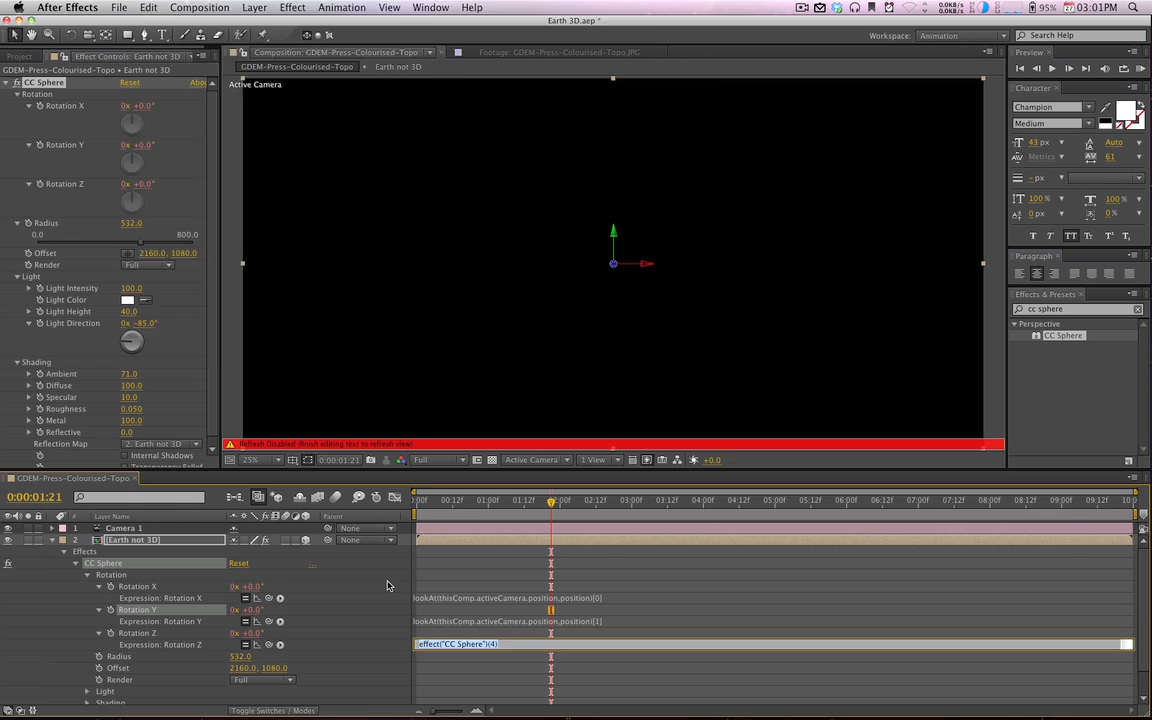 After Effects File Edit Composition Layer Effect Animation View Window Help 0.0KB/s 0.0KB/s 95% 03:01PM
Earth 3D.aep *
Workspace: Animation Search Help
Project Effect Controls: Earth not 3D Composition: GDEM-Press-Colourised-Topo Footage: GDEM-Press-Colourised-Topo.JPG Preview
GDEM-Press-Colourised-Topo • Earth not 3D GDEM-Press-Colourised-Topo Earth not 3D
fx CC Sphere Reset Abou
Active Camera
Character
Rotation
Rotation X 0x +0.0°
Champion
Medium
43 px Auto
Rotation Y 0x +0.0°
Metrics 61
- px
Rotation Z 0x +0.0°
100% 100%
0 px 0%
Radius 532.0
0.0 800.0
T T TT Tr T¹ T₁
Offset 2160.0, 1080.0
Paragraph
Render Full
Light
Light Intensity 100.0
Effects & Presets
Light Color
cc sphere
Light Height 40.0
Light Direction 0x -85.0°
Perspective
CC Sphere
Shading
Ambient 71.0
Diffuse 100.0
Specular 10.0
Roughness 0.050
Metal 100.0
Reflective 0.0
Reflection Map 2. Earth not 3D
Internal Shadows
Refresh Disabled (finish editing text to refresh view).
25% 0:00:01:21 Full Active Camera 1 View +0.0
GDEM-Press-Colourised-Topo
0:00:01:21
:00f 00:12f 01:00f 01:12f 02:00f 02:12f 03:00f 03:12f 04:00f 04:12f 05:00f 05:12f 06:00f 06:12f 07:00f 07:12f 08:00f 08:12f 09:00f 09:12f 10:0
# Layer Name Parent
1 Camera 1 None
2 [Earth not 3D] None
Effects
fx CC Sphere Reset ...
Rotation
Rotation X 0x +0.0°
Expression: Rotation X lookAt(thisComp.activeCamera.position,position)[0]
Rotation Y 0x +0.0°
Expression: Rotation Y lookAt(thisComp.activeCamera.position,position)[1]
Rotation Z 0x +0.0°
Expression: Rotation Z effect("CC Sphere")(4)
Radius 532.0
Offset 2160.0, 1080.0
Render Full
Light
Shading
Toggle Switches / Modes